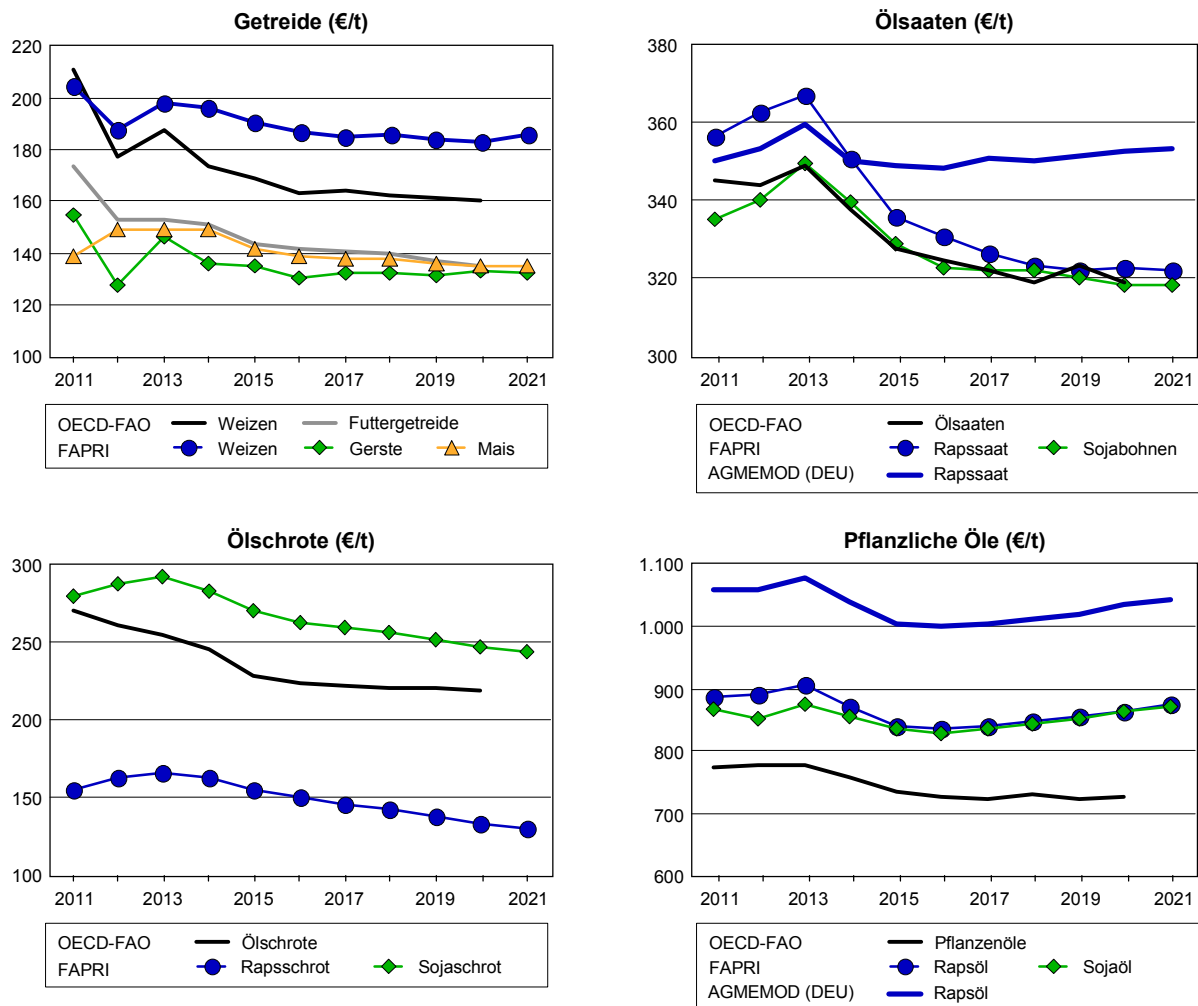 Getreide (€/t)
220
200
180
160
140
120
100
2011 2013 2015 2017 2019 2021
OECD-FAO Weizen Futtergetreide
FAPRI Weizen Gerste Mais
Ölsaaten (€/t)
380
360
340
320
300
2011 2013 2015 2017 2019 2021
OECD-FAO Ölsaaten
FAPRI Rapssaat Sojabohnen
AGMEMOD (DEU) Rapssaat
Ölschrote (€/t)
300
250
200
150
100
2011 2013 2015 2017 2019 2021
OECD-FAO Ölschrote
FAPRI Rapsschrot Sojaschrot
Pflanzliche Öle (€/t)
1.100
1.000
900
800
700
600
2011 2013 2015 2017 2019 2021
OECD-FAO Pflanzenöle
FAPRI Rapsöl Sojaöl
AGMEMOD (DEU) Rapsöl